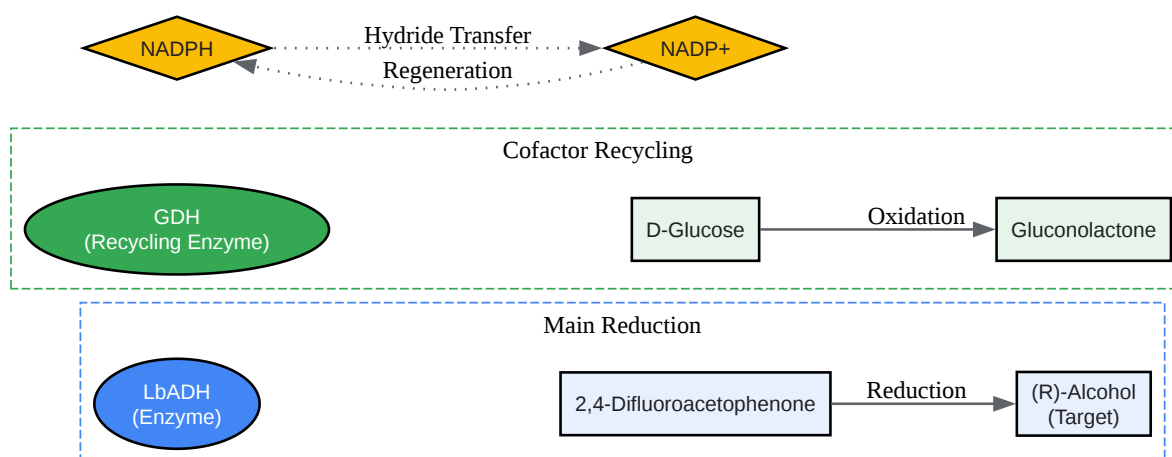 NADPH
Hydride Transfer
NADP+
Regeneration
Cofactor Recycling
GDH
(Recycling Enzyme)
D-Glucose
Oxidation
Gluconolactone
Main Reduction
LbADH
(Enzyme)
2,4-Difluoroacetophenone
Reduction
(R)-Alcohol
(Target)